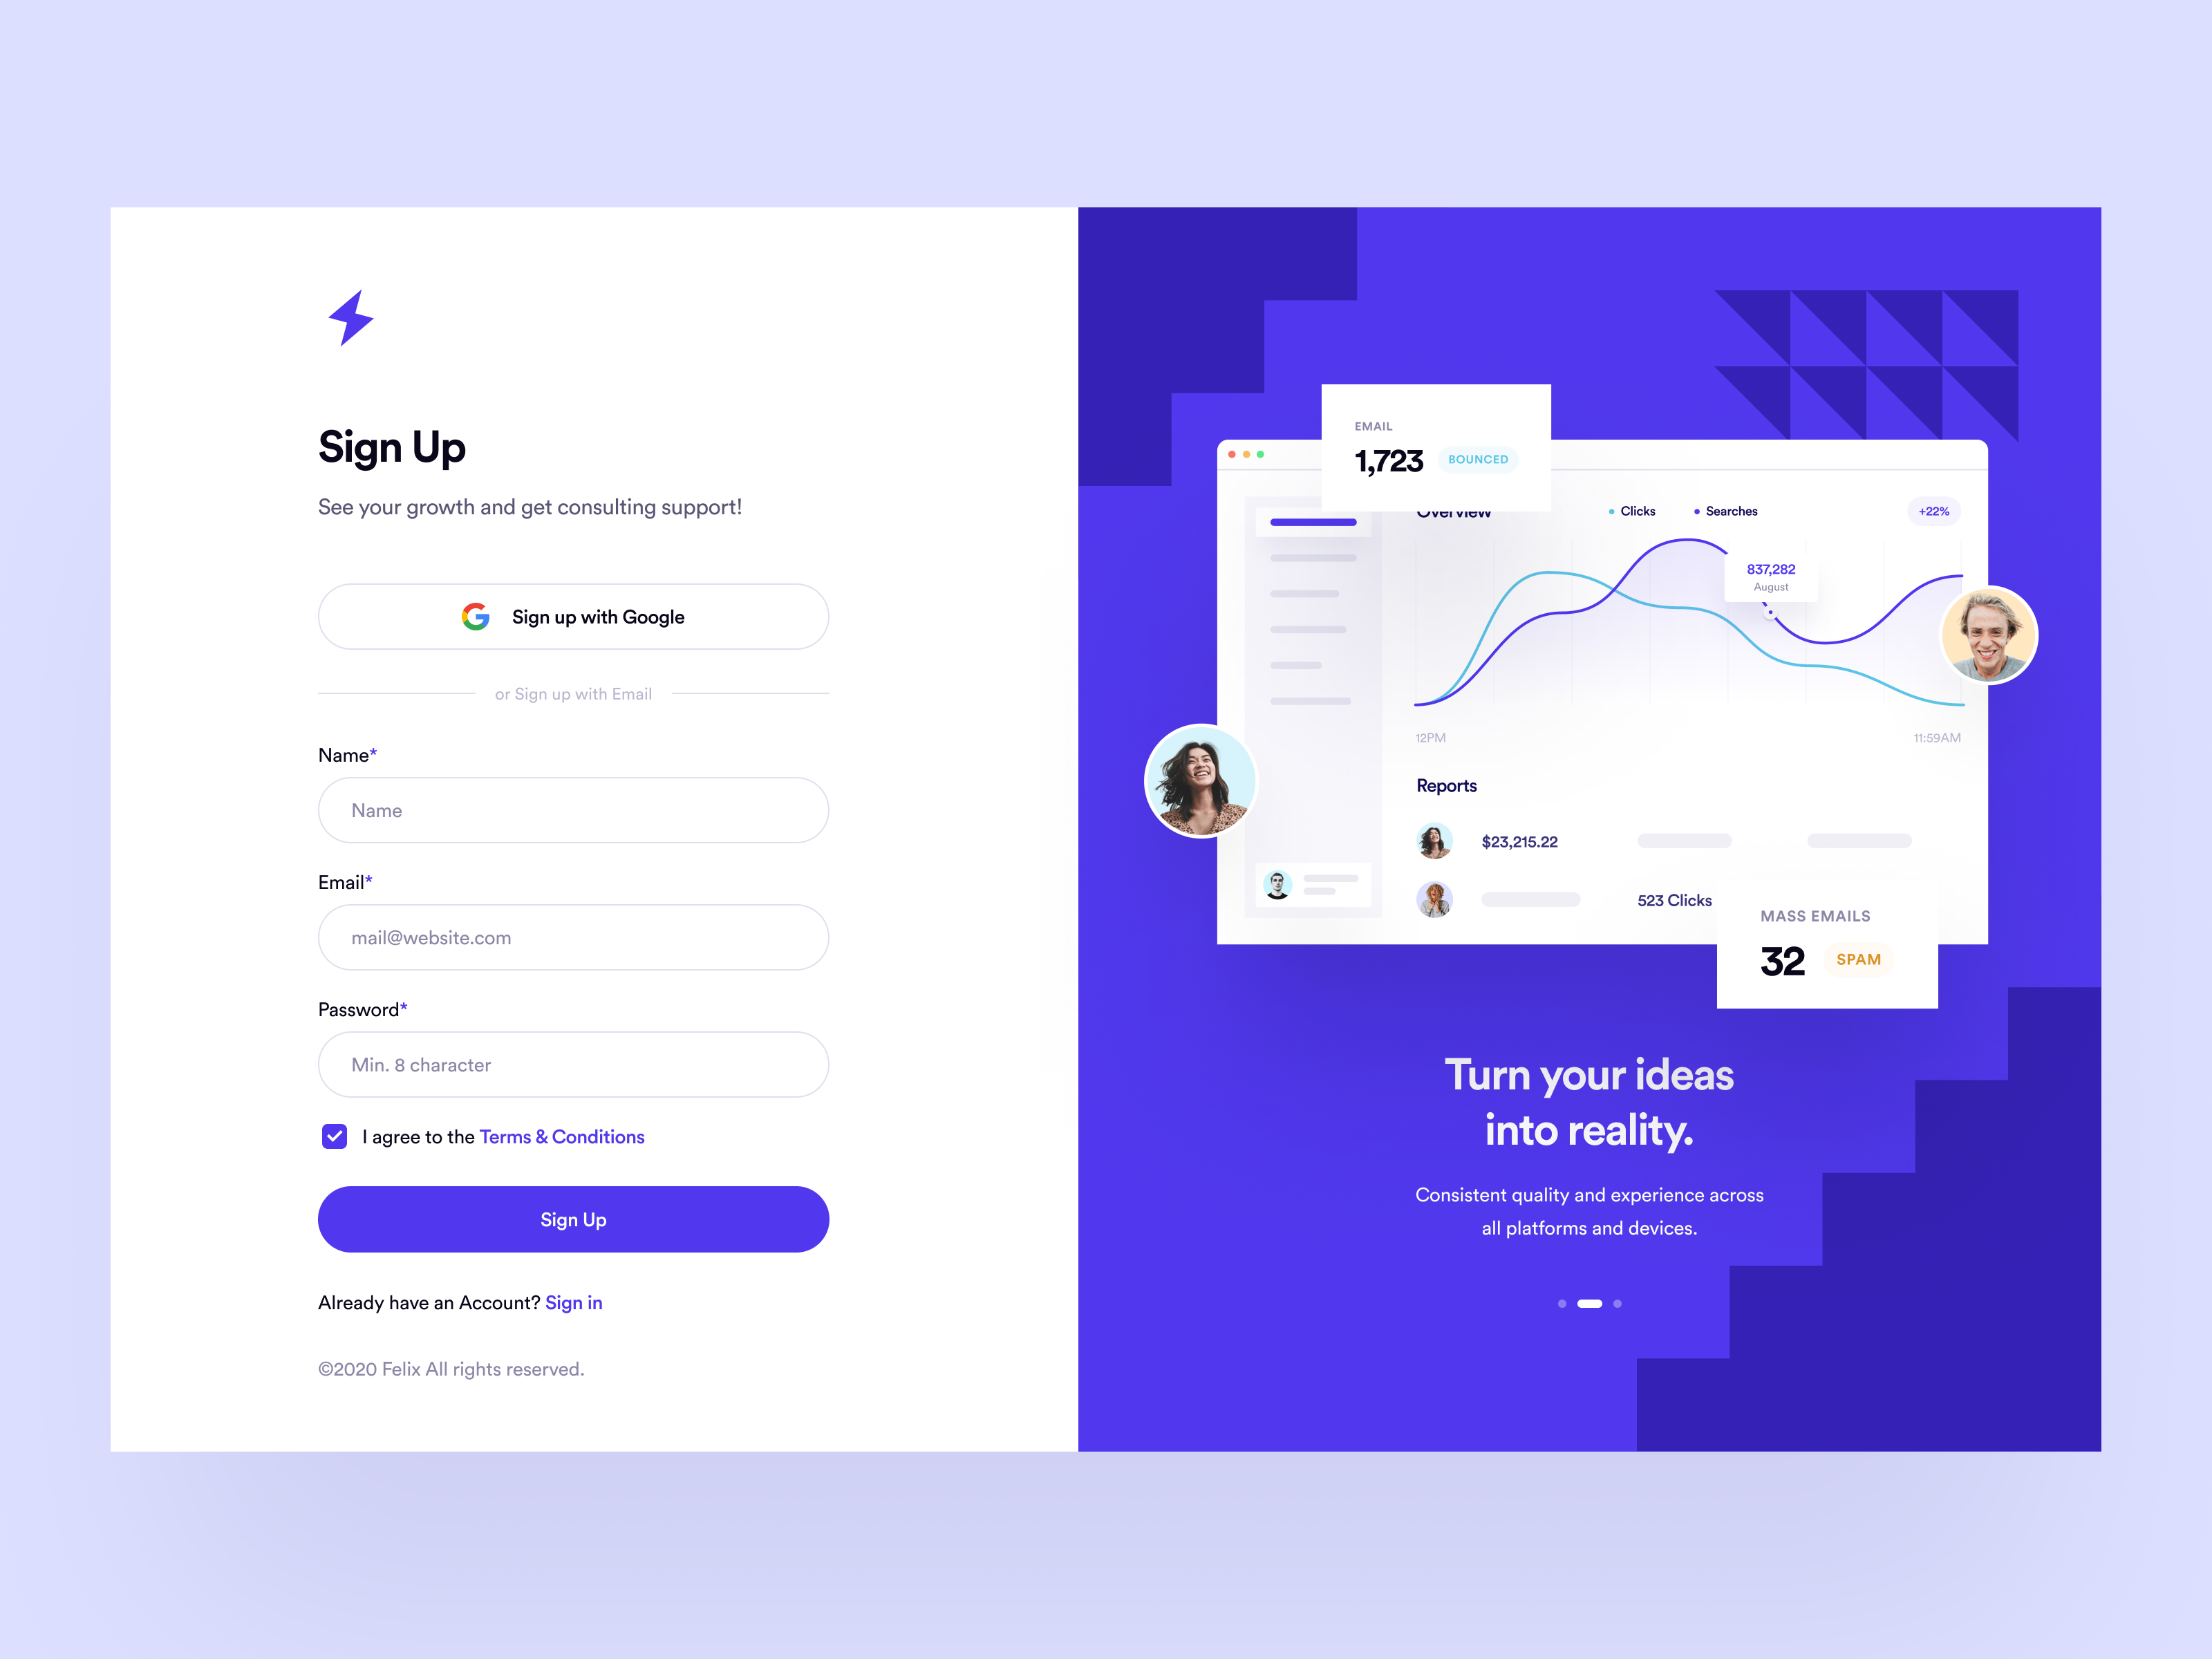 Sign Up
See your growth and get consulting support!
Sign up with Google
or Sign up with Email
Name*
Name
Email*
mail@website.com
Password*
Min. 8 character
I agree to the Terms & Conditions
Sign Up
Already have an Account? Sign in
©2020 Felix All rights reserved.
EMAIL
1,723 BOUNCED
Overview
Clicks
Searches
+22%
837,282
August
12PM
11:59AM
Reports
$23,215.22
523 Clicks
MASS EMAILS
32 SPAM
Turn your ideas
into reality.
Consistent quality and experience across
all platforms and devices.